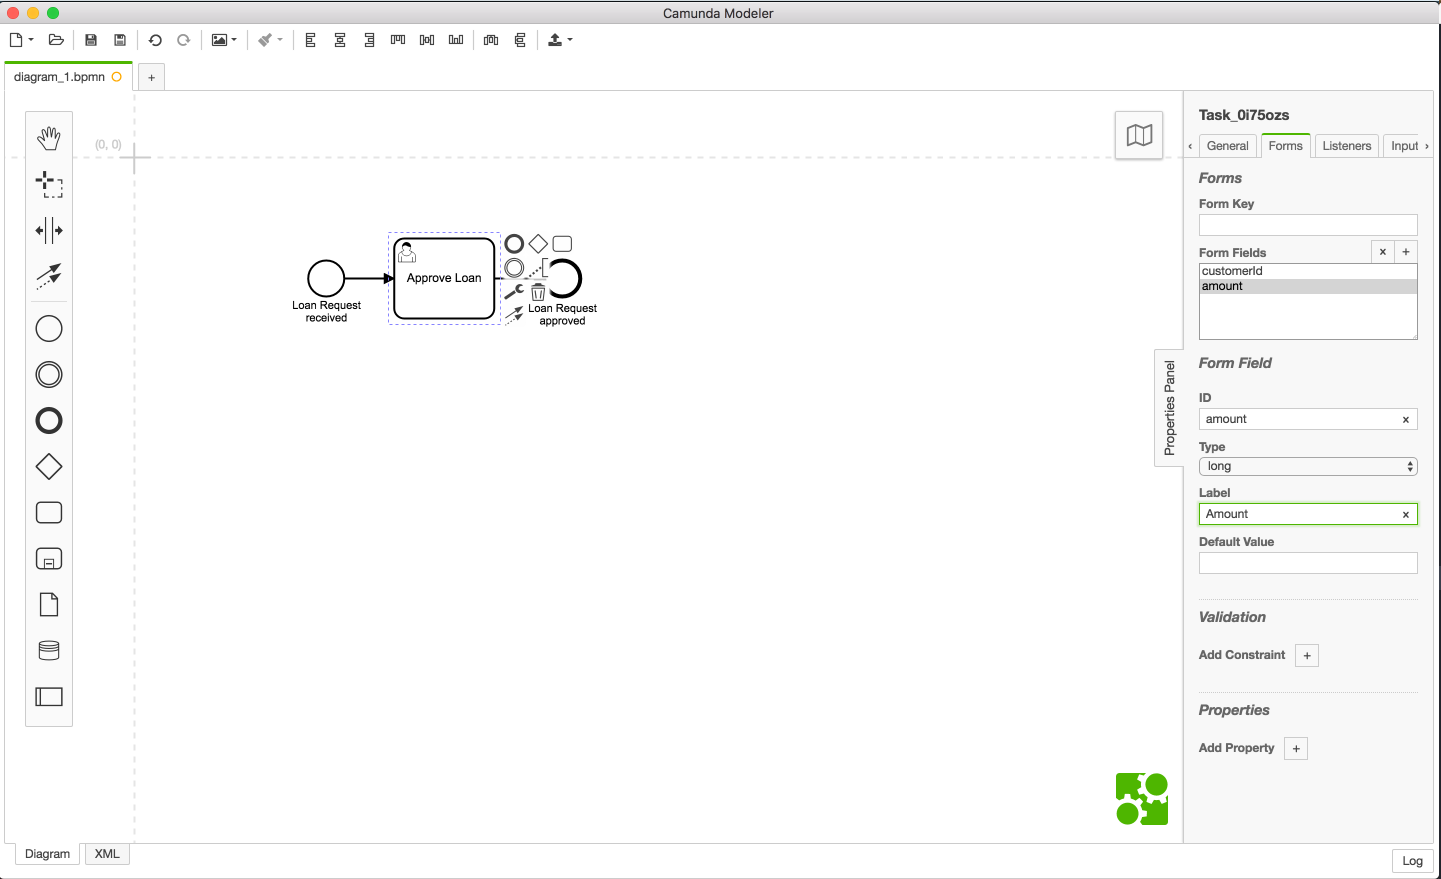 Camunda Modeler
diagram_1.bpmn
+
(0, 0)
Loan Request
received
Approve Loan
Loan Request
approved
Properties Panel
Task_0i75ozs
‹ General Forms Listeners Input ›
Forms
Form Key
Form Fields × +
customerId
amount
Form Field
ID
amount ×
Type
long
Label
Amount ×
Default Value
Validation
Add Constraint +
Properties
Add Property +
Diagram XML
Log